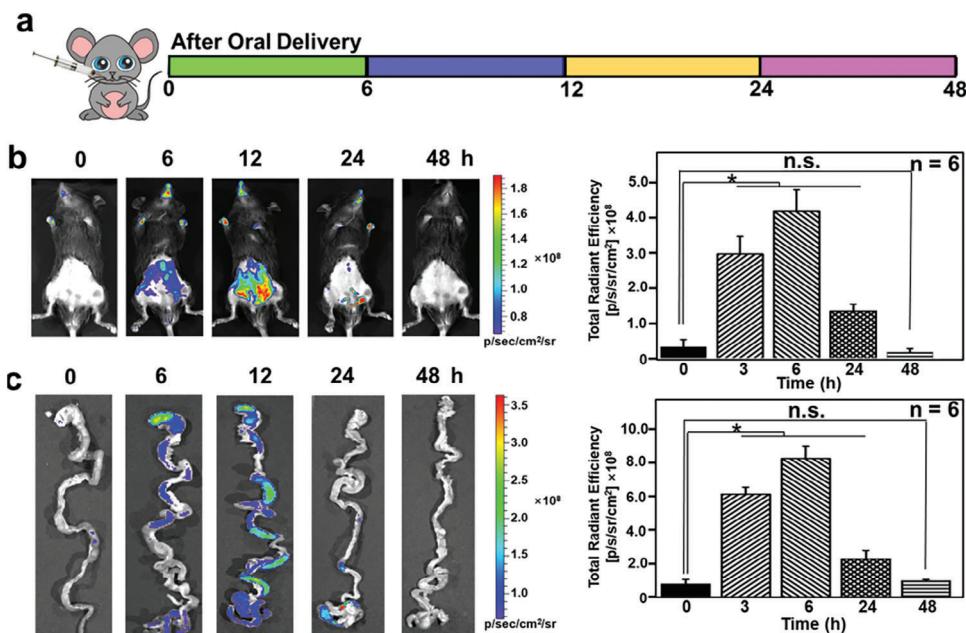 a
After Oral Delivery
0 6 12 24 48
b
0 6 12 24 48 h
1.8
1.6
1.4
×10⁸
1.2
1.0
0.8
p/sec/cm²/sr
n.s. n = 6
*
Total Radiant Efficiency
[p/s/sr/cm²] ×10⁸
5.0
4.0
3.0
2.0
1.0
0
0 3 6 24 48
Time (h)
c
0 6 12 24 48 h
3.5
3.0
2.5
×10⁸
2.0
1.5
1.0
p/sec/cm²/sr
n.s. n = 6
*
Total Radiant Efficiency
[p/s/sr/cm²] ×10⁸
10.0
8.0
6.0
4.0
2.0
0
0 3 6 24 48
Time (h)